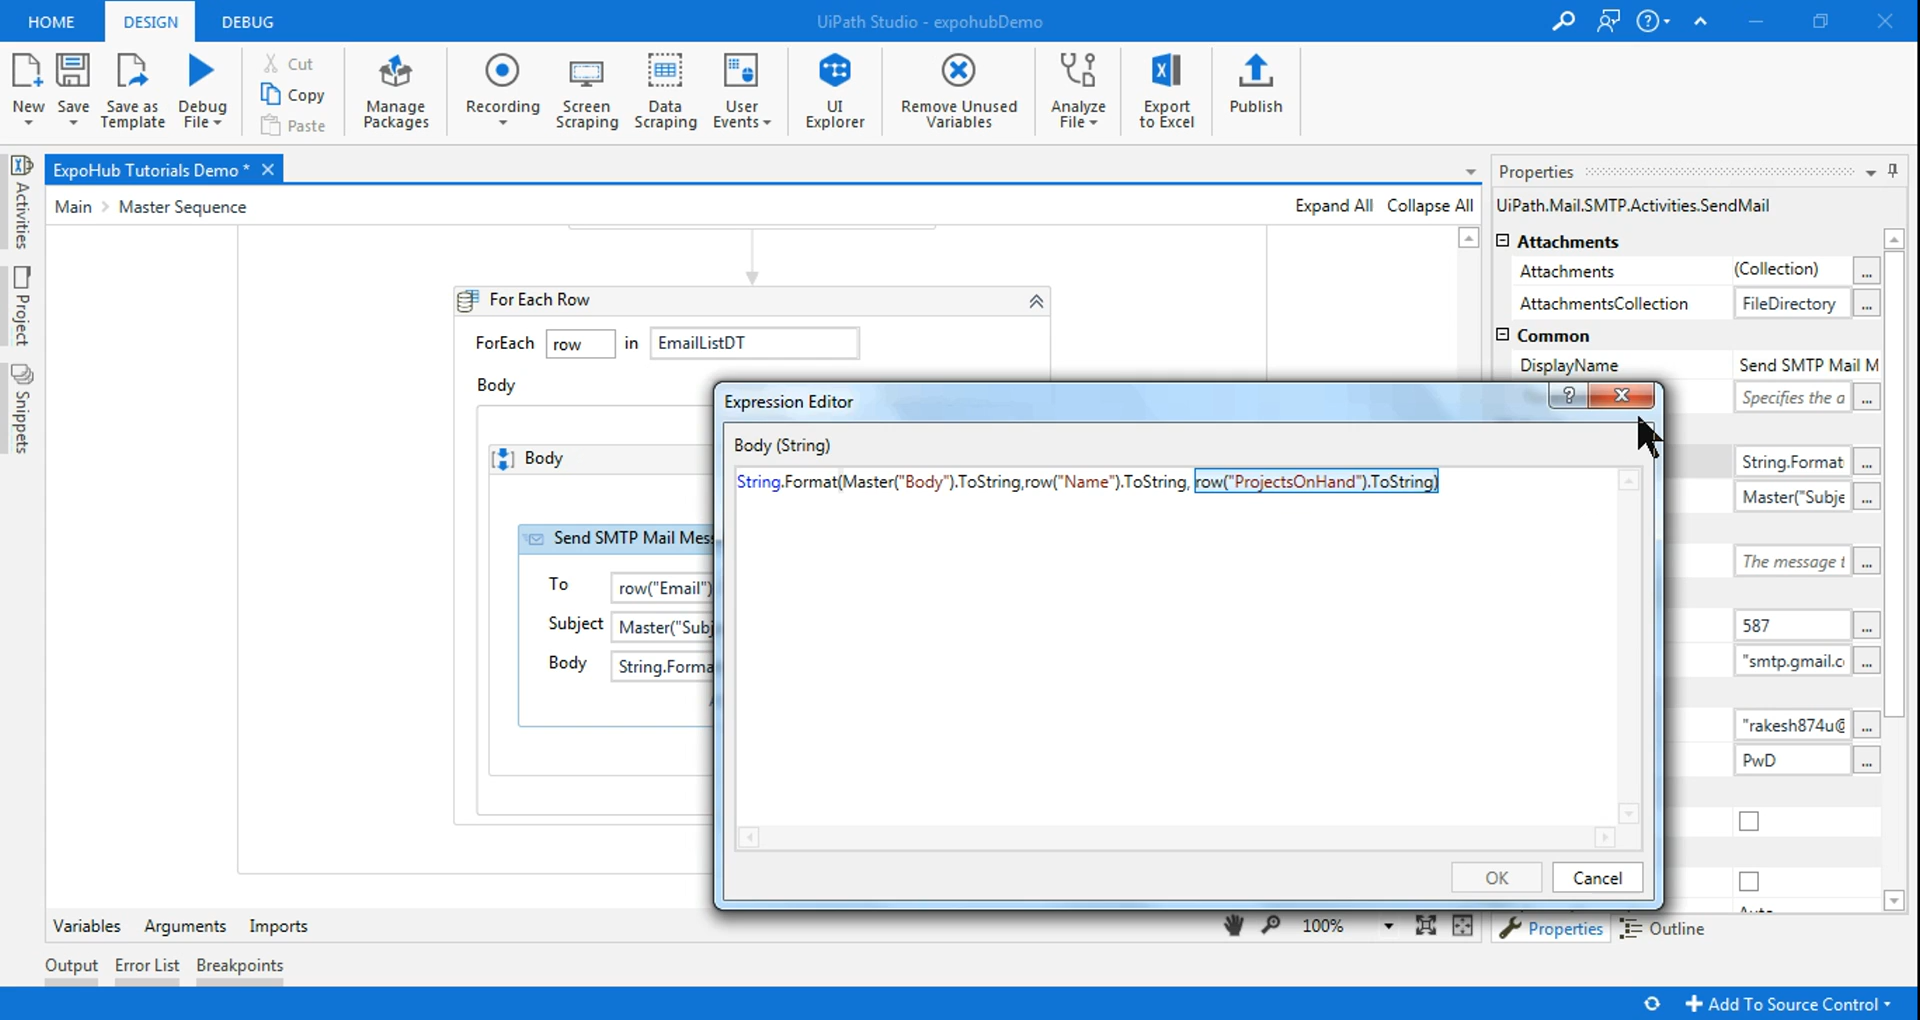 HOME DESIGN DEBUG UiPath Studio - expohubDemo
New Save Save as Template Debug File Cut Copy Paste Manage Packages Recording Screen Scraping Data Scraping User Events UI Explorer Remove Unused Variables Analyze File Export to Excel Publish
ExpoHub Tutorials Demo *
Main > Master Sequence Expand All Collapse All
Activities
Project
Snippets
For Each Row
ForEach row in EmailListDT
Body
Body
Send SMTP Mail Mess
To row("Email")
Subject Master("Subj
Body String.Forma
Expression Editor
Body (String)
String.Format(Master("Body").ToString,row("Name").ToString, row("ProjectsOnHand").ToString)
OK Cancel
Properties
UiPath.Mail.SMTP.Activities.SendMail
Attachments
Attachments (Collection) ...
AttachmentsCollection FileDirectory ...
Common
DisplayName Send SMTP Mail M
Specifies the a ...
String.Format( ...
Master("Subje ...
The message t ...
587 ...
"smtp.gmail.c ...
"rakesh874u@ ...
PwD ...
Variables Arguments Imports 100% Properties Outline
Output Error List Breakpoints
Add To Source Control